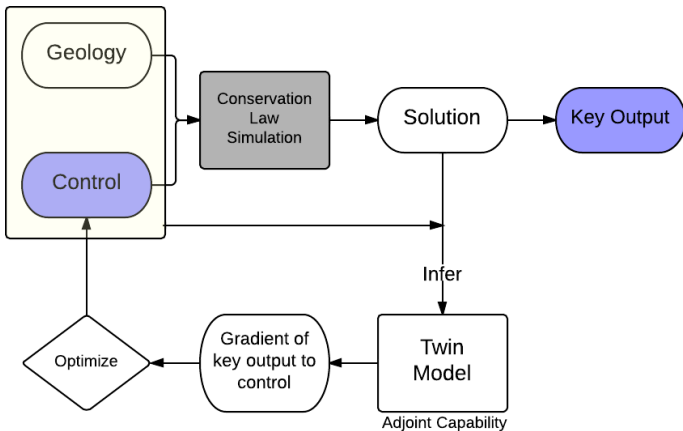 Geology
Conservation
Law
Simulation
Solution
Key Output
Control
Infer
Optimize
Gradient of
key output to
control
Twin
Model
Adjoint Capability